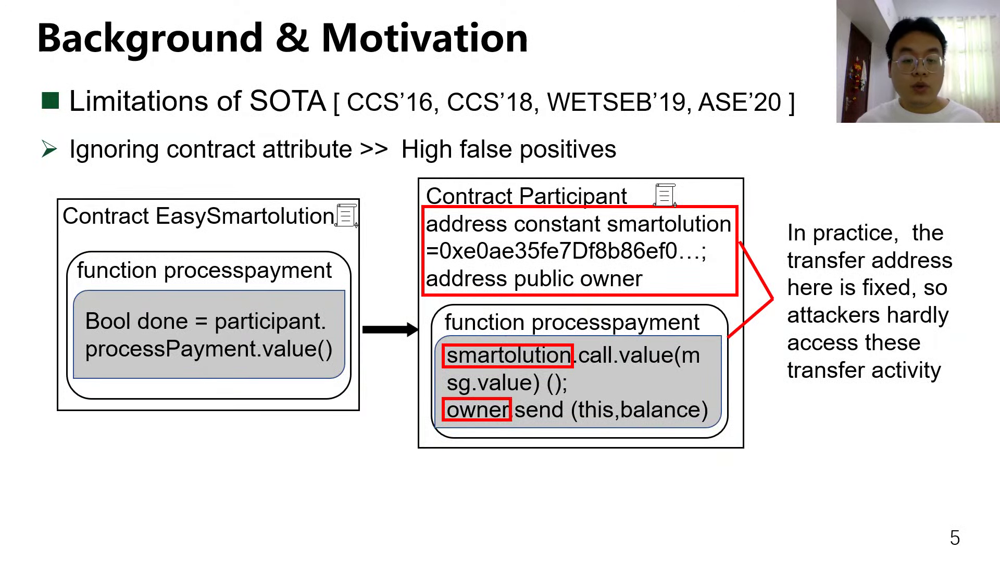 Background & Motivation
Limitations of SOTA [ CCS’16, CCS’18, WETSEB’19, ASE’20 ]
Ignoring contract attribute >> High false positives
Contract EasySmartolution
function processpayment
Bool done = participant.
processPayment.value()
Contract Participant
address constant smartolution
=0xe0ae35fe7Df8b86ef0…;
address public owner
function processpayment
smartolution.call.value(m
sg.value) ();
owner.send (this,balance)
In practice, the
transfer address
here is fixed, so
attackers hardly
access these
transfer activity
5